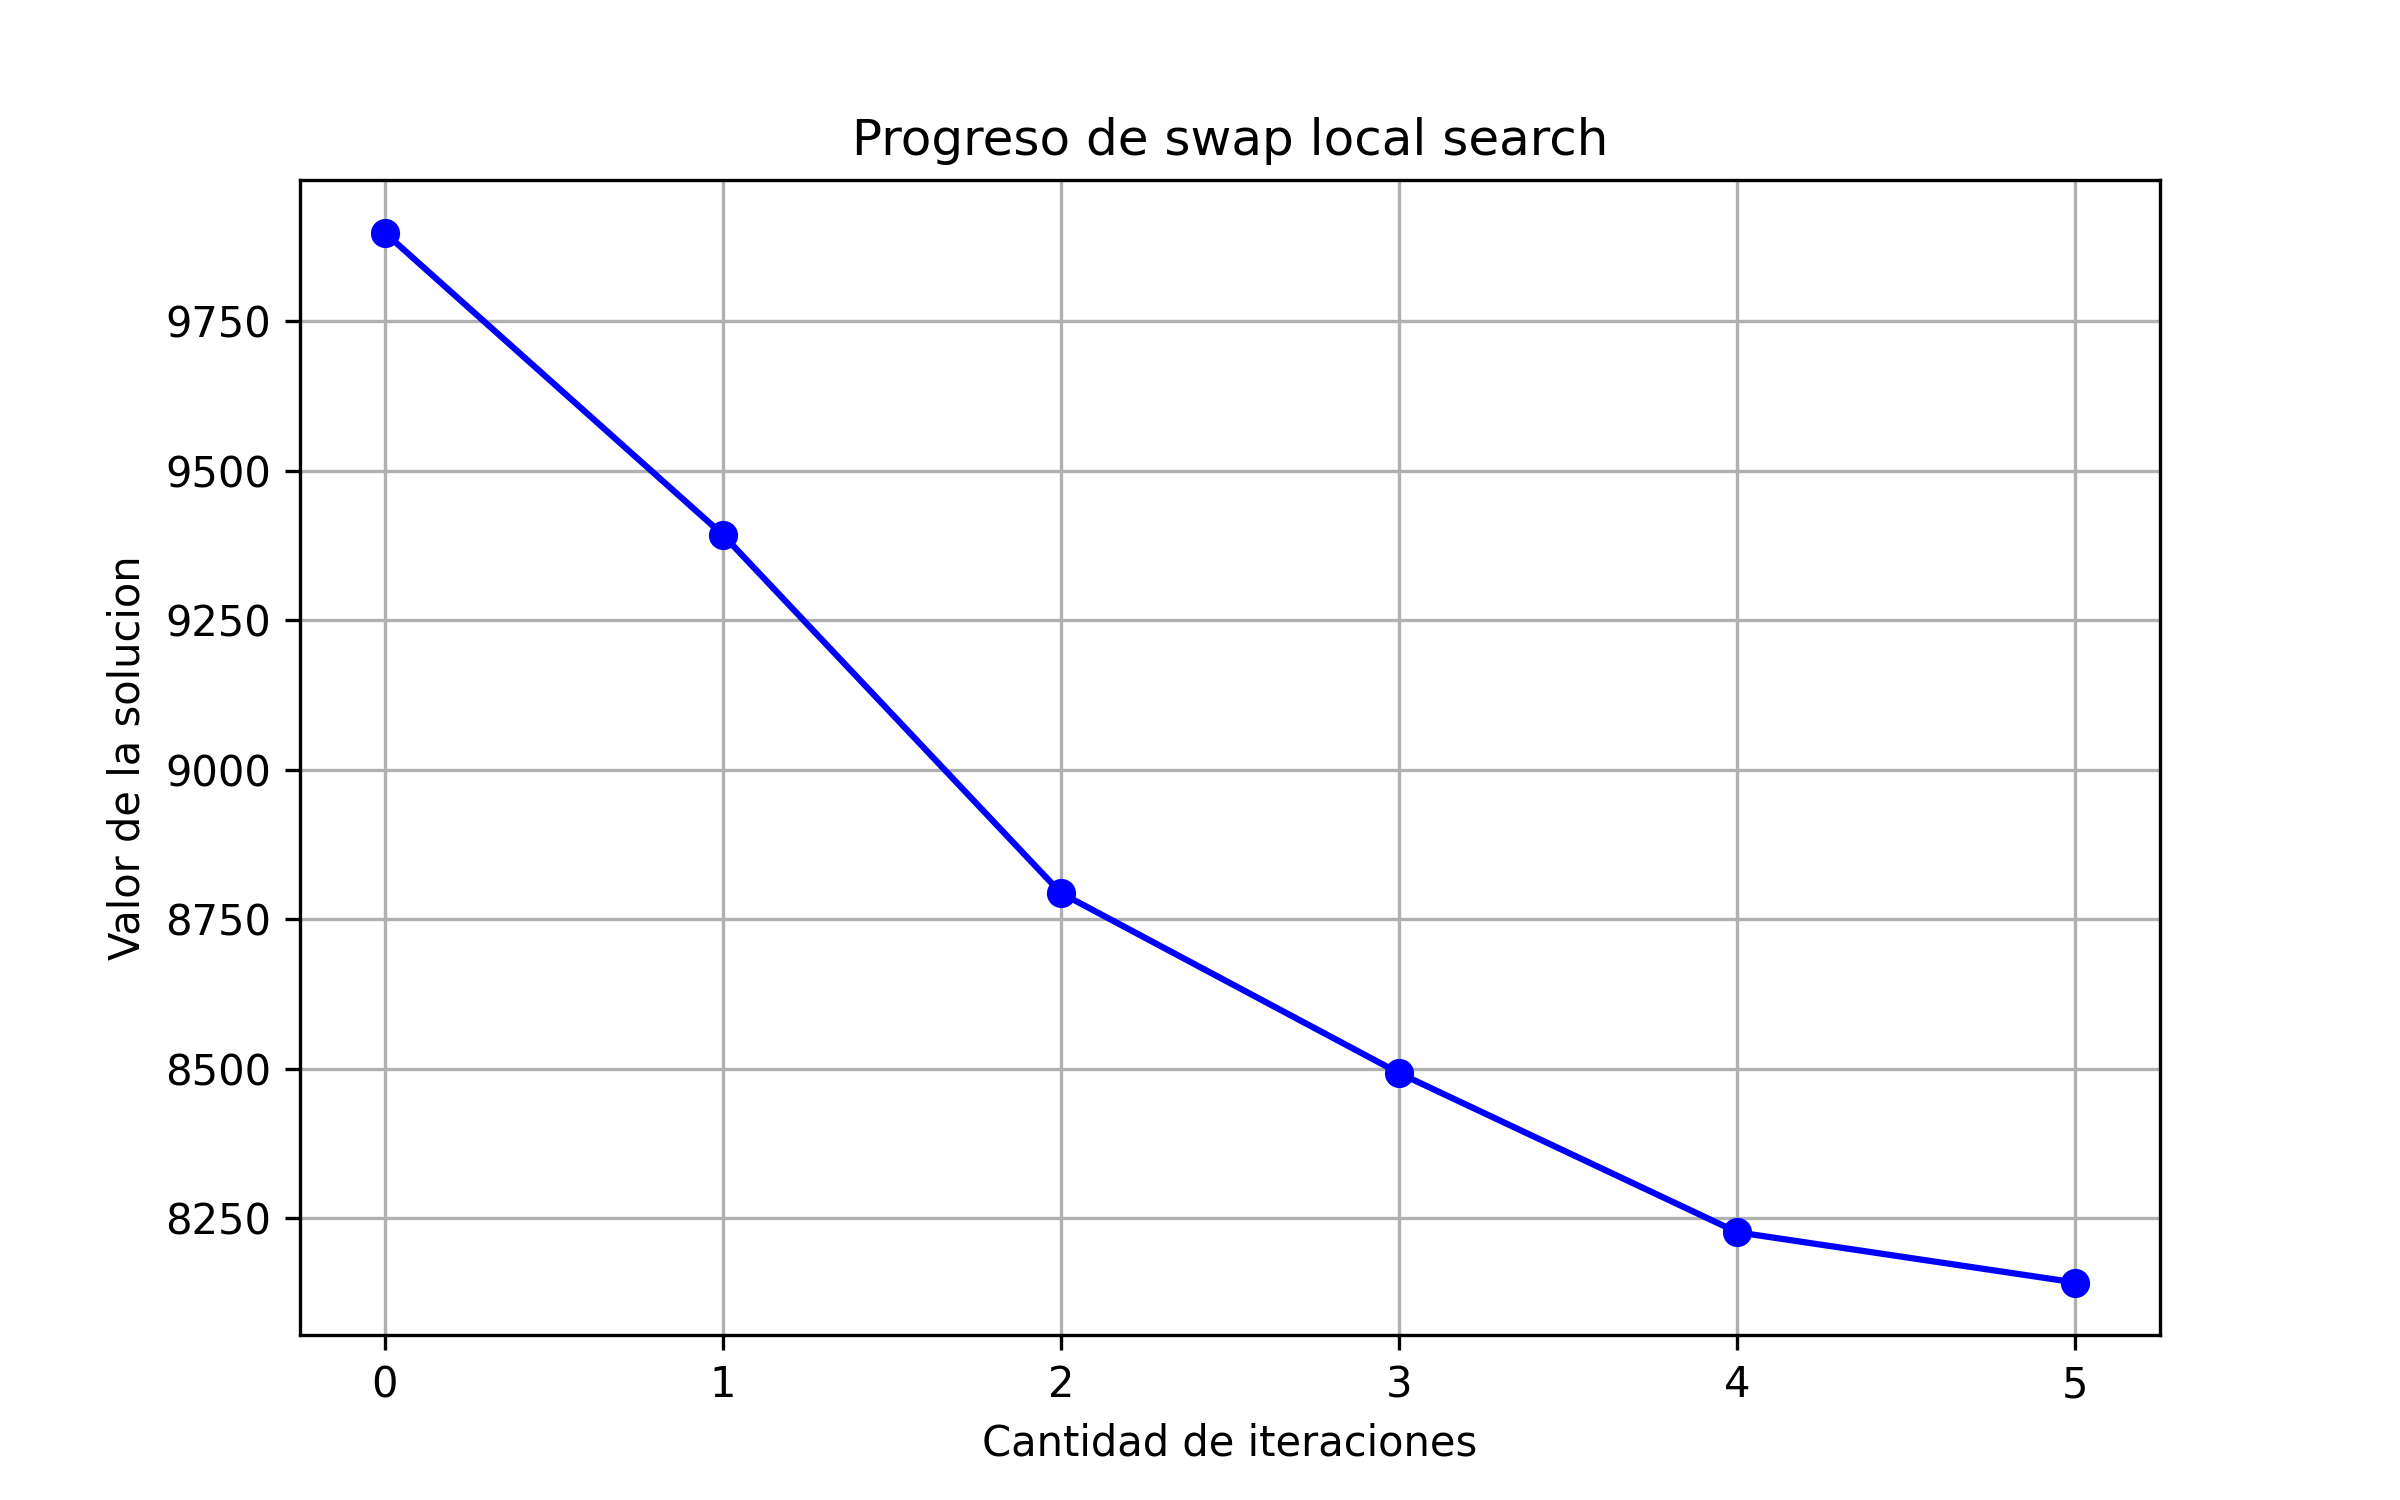 Progreso de swap local search
Valor de la solucion
9750
9500
9250
9000
8750
8500
8250
0 1 2 3 4 5
Cantidad de iteraciones